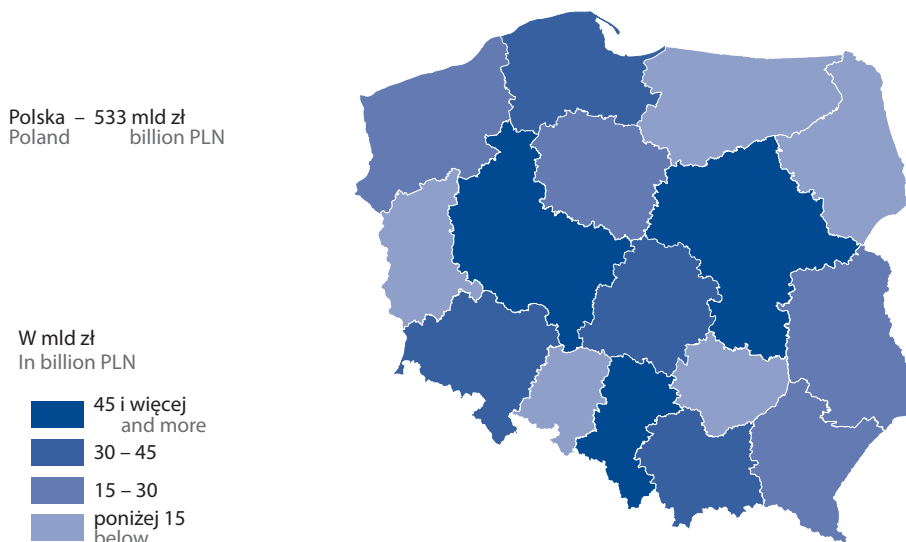 Polska – 533 mld zł
Poland billion PLN
W mld zł
In billion PLN
45 i więcej
and more
30 – 45
15 – 30
poniżej 15
below